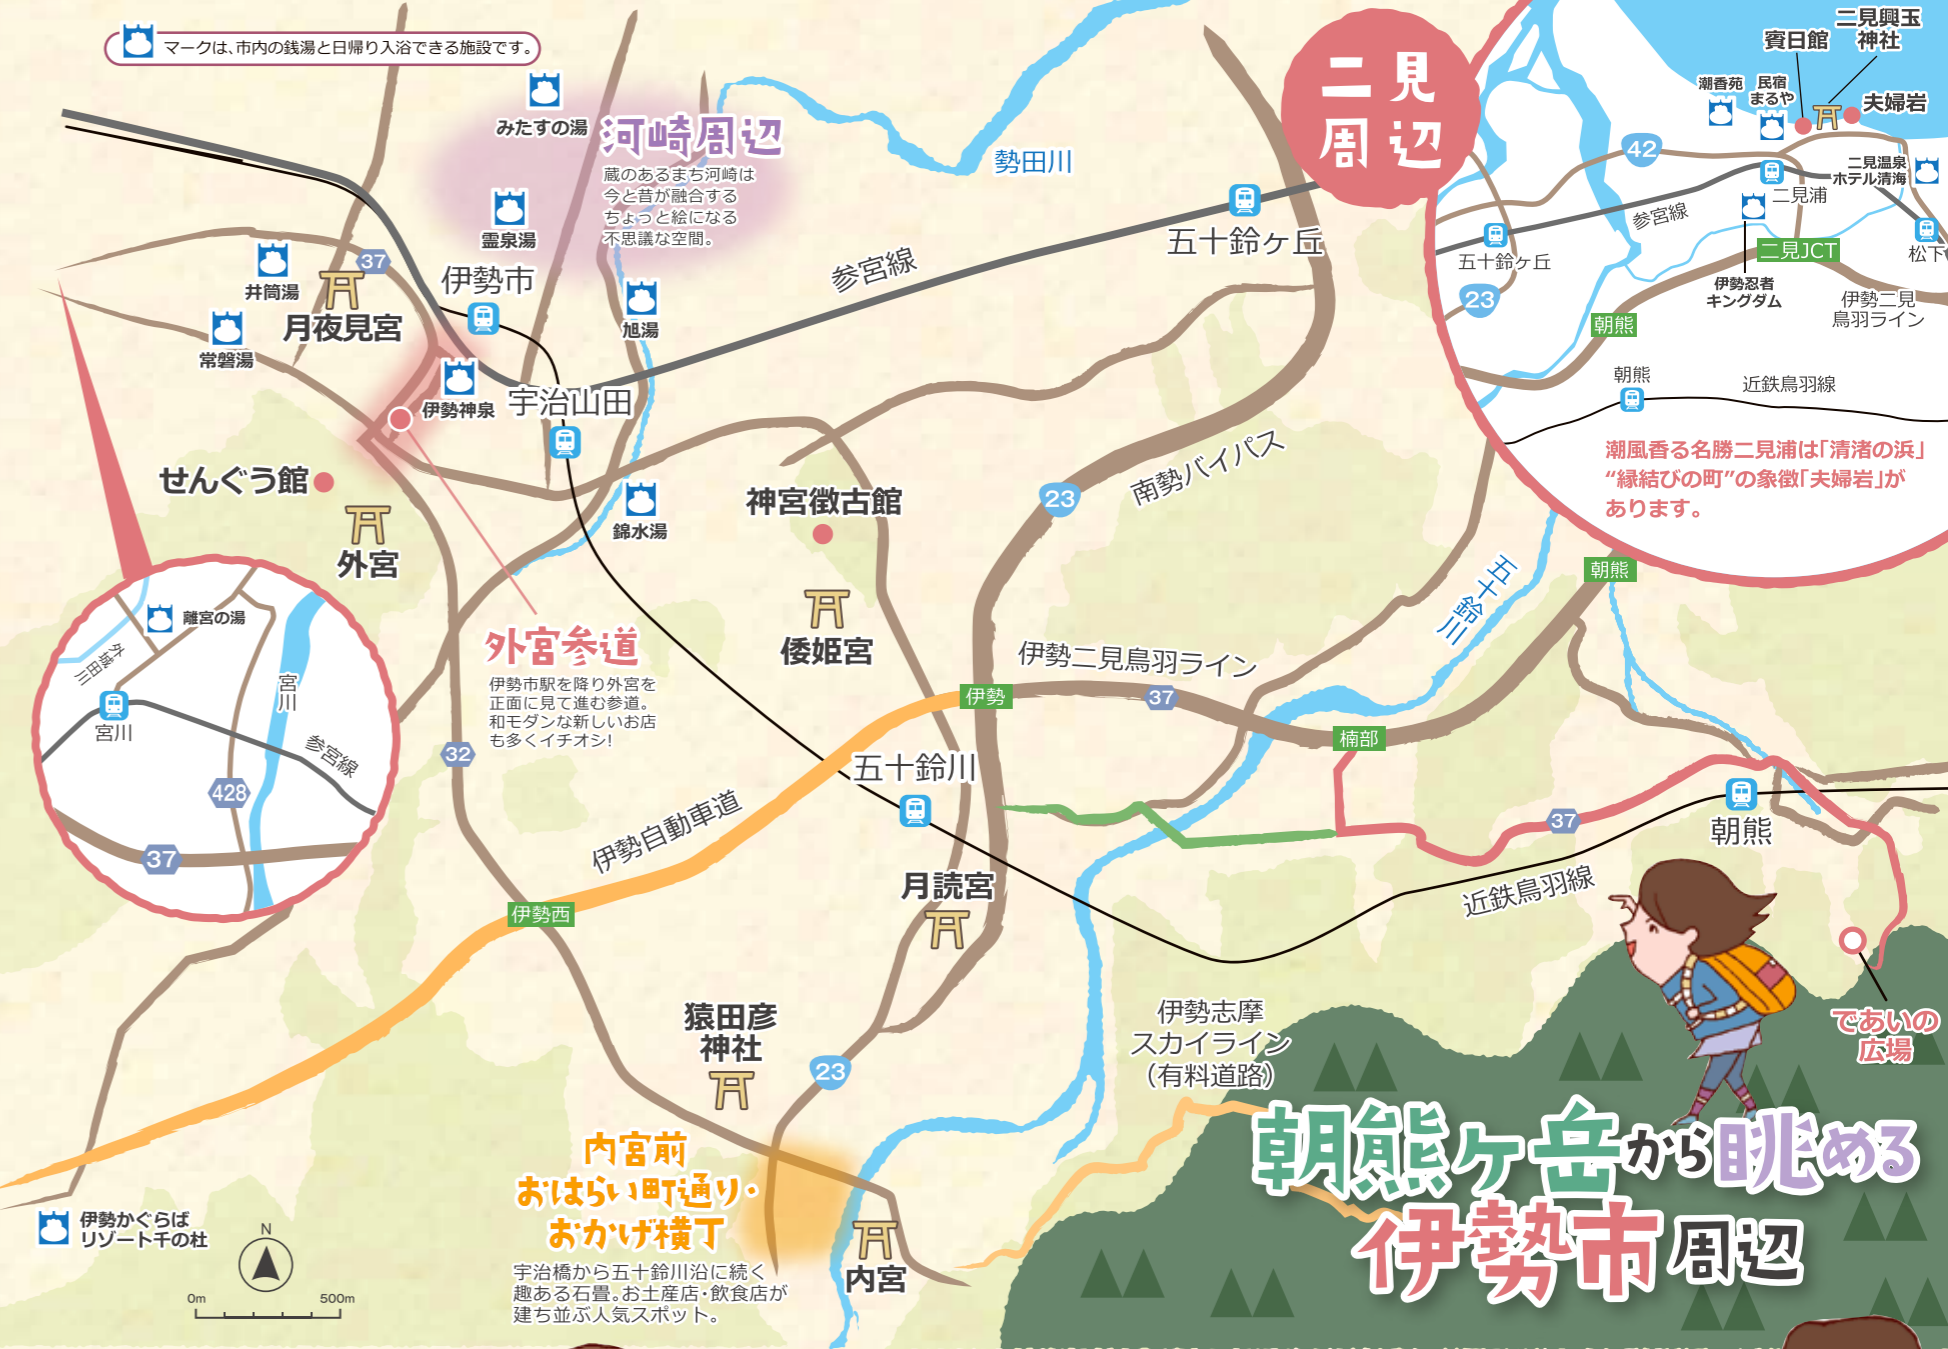 マークは、市内の銭湯と日帰り入浴できる施設です。
みたすの湯
河崎周辺
蔵のあるまち河崎は
今と昔が融合する
ちょっと絵になる
不思議な空間。
霊泉湯
勢田川
五十鈴ヶ丘
参宮線
37
井筒湯
月夜見宮
伊勢市
旭湯
常磐湯
伊勢神泉
宇治山田
せんぐう館
外宮
錦水湯
神宮徴古館
倭姫宮
23
南勢バイパス
外宮参道
伊勢市駅を降り外宮を
正面に見て進む参道。
和モダンな新しいお店
も多くイチオシ!
離宮の湯
外城田川
宮川
宮川
参宮線
428
37
32
伊勢
伊勢二見鳥羽ライン
37
楠部
五十鈴川
朝熊
五十鈴川
伊勢自動車道
伊勢西
月読宮
37
朝熊
近鉄鳥羽線
であいの
広場
猿田彦
神社
23
伊勢志摩
スカイライン
（有料道路）
内宮前
おはらい町通り・
おかげ横丁
宇治橋から五十鈴川沿に続く
趣ある石畳。お土産店・飲食店が
建ち並ぶ人気スポット。
内宮
伊勢かぐらば
リゾート千の杜
N
0m
500m
朝熊ヶ岳から眺める
伊勢市周辺
二見
周辺
二見興玉
神社
賓日館
潮香苑
民宿
まるや
夫婦岩
42
二見温泉
ホテル清海
二見浦
参宮線
五十鈴ヶ丘
23
二見JCT
松下
伊勢忍者
キングダム
伊勢二見
鳥羽ライン
朝熊
朝熊
近鉄鳥羽線
潮風香る名勝二見浦は「清渚の浜」
“縁結びの町”の象徴「夫婦岩」が
あります。